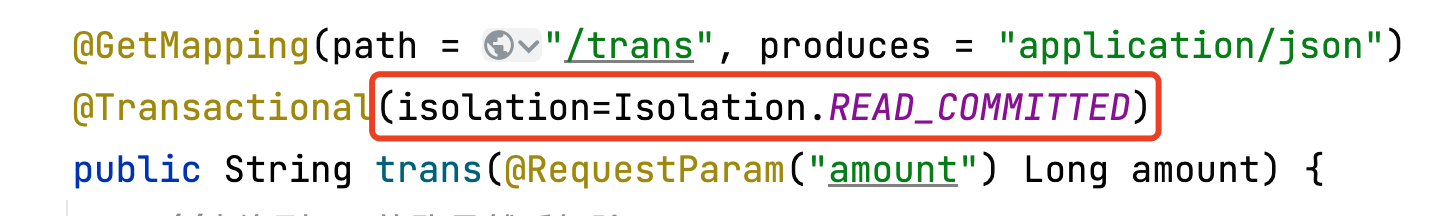 @GetMapping(path = "/trans", produces = "application/json")
@Transactional(isolation=Isolation.READ_COMMITTED)
public String trans(@RequestParam("amount") Long amount) {